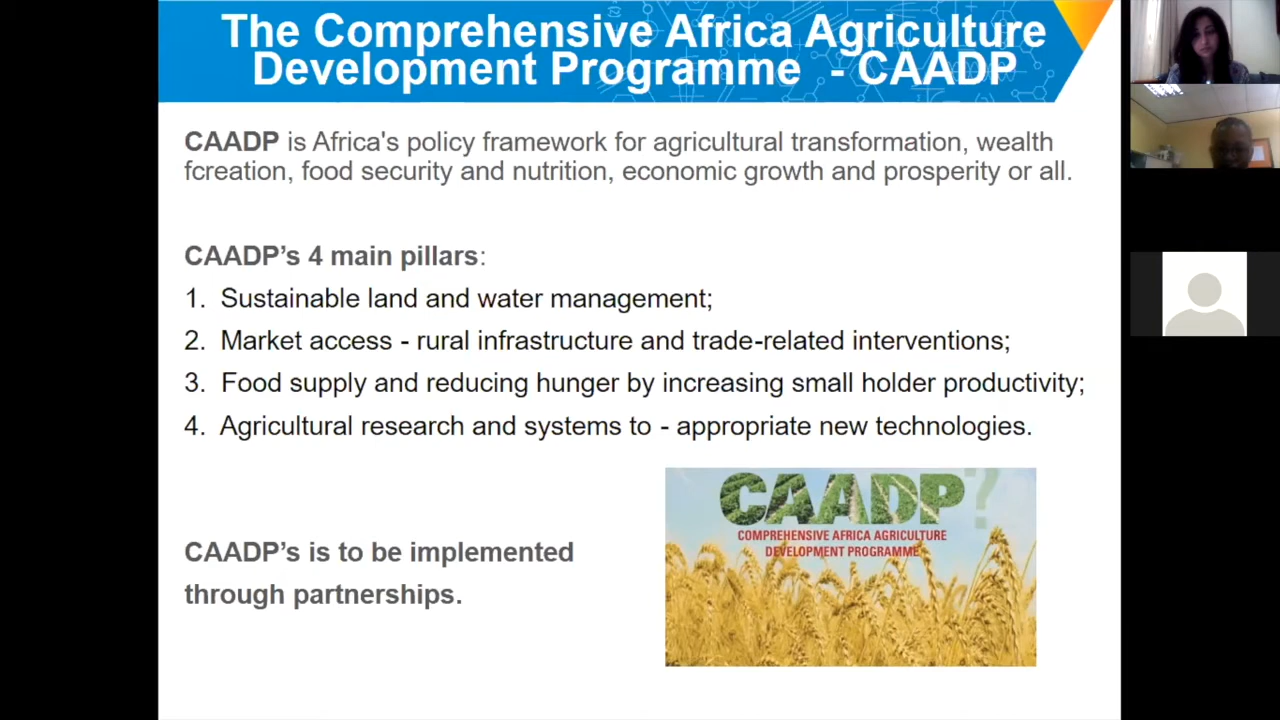 The Comprehensive Africa Agriculture
Development Programme - CAADP
CAADP is Africa's policy framework for agricultural transformation, wealth
fcreation, food security and nutrition, economic growth and prosperity or all.
CAADP’s 4 main pillars:
1. Sustainable land and water management;
2. Market access - rural infrastructure and trade-related interventions;
3. Food supply and reducing hunger by increasing small holder productivity;
4. Agricultural research and systems to - appropriate new technologies.
CAADP?
COMPREHENSIVE AFRICA AGRICULTURE
DEVELOPMENT PROGRAMME
CAADP’s is to be implemented
through partnerships.